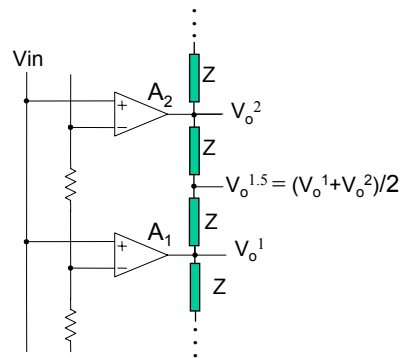 Vin
Z
A₂
+
−
Vₒ²
Z
Vₒ¹·⁵ = (Vₒ¹+Vₒ²)/2
Z
A₁
+
−
Vₒ¹
Z